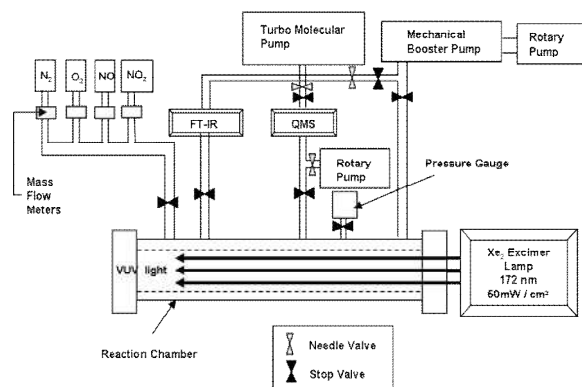 Turbo Molecular
Pump
Mechanical
Booster Pump
Rotary
Pump
N2
O2
NO
NO2
FT-IR
QMS
Rotary
Pump
Pressure Gauge
Mass
Flow
Meters
VUV light
Xe2 Excimer
Lamp
172 nm
60mW / cm²
Reaction Chamber
Needle Valve
Stop Valve